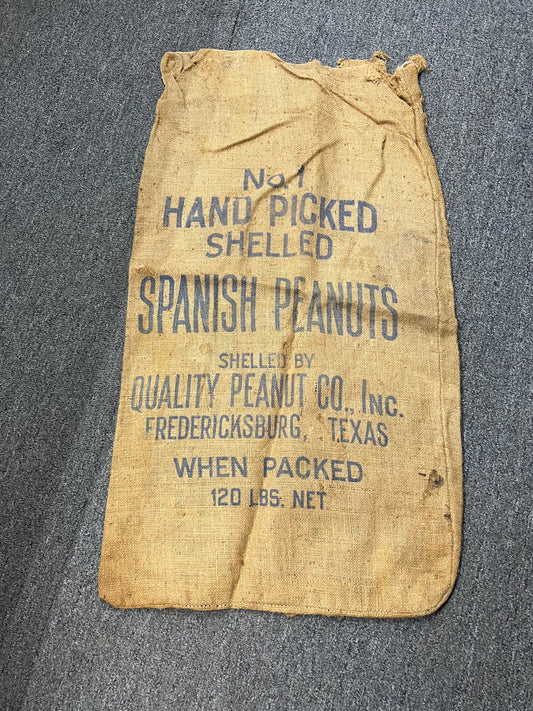 No. 1
HAND PICKED
SHELLED
SPANISH PEANUTS
SHELLED BY
QUALITY PEANUT CO., INC.
FREDERICKSBURG, TEXAS
WHEN PACKED
120 LBS. NET